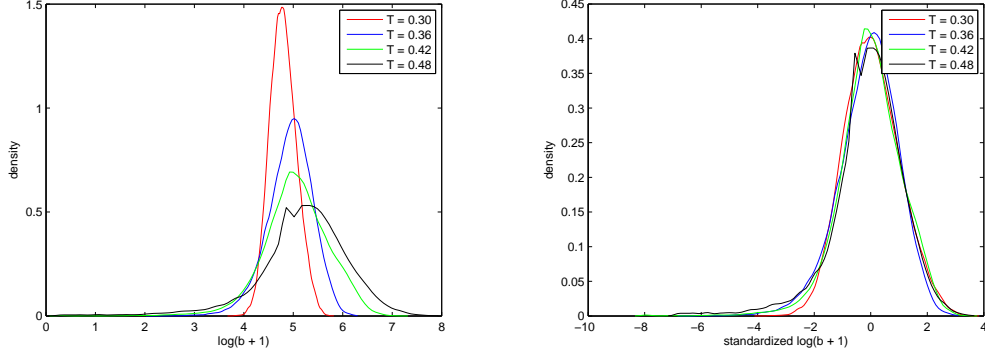 1.5
1
0.5
0
density
T = 0.30
T = 0.36
T = 0.42
T = 0.48
0 1 2 3 4 5 6 7 8
log(b + 1)
0.45
0.4
0.35
0.3
0.25
0.2
0.15
0.1
0.05
0
density
T = 0.30
T = 0.36
T = 0.42
T = 0.48
−10 −8 −6 −4 −2 0 2 4
standardized log(b + 1)